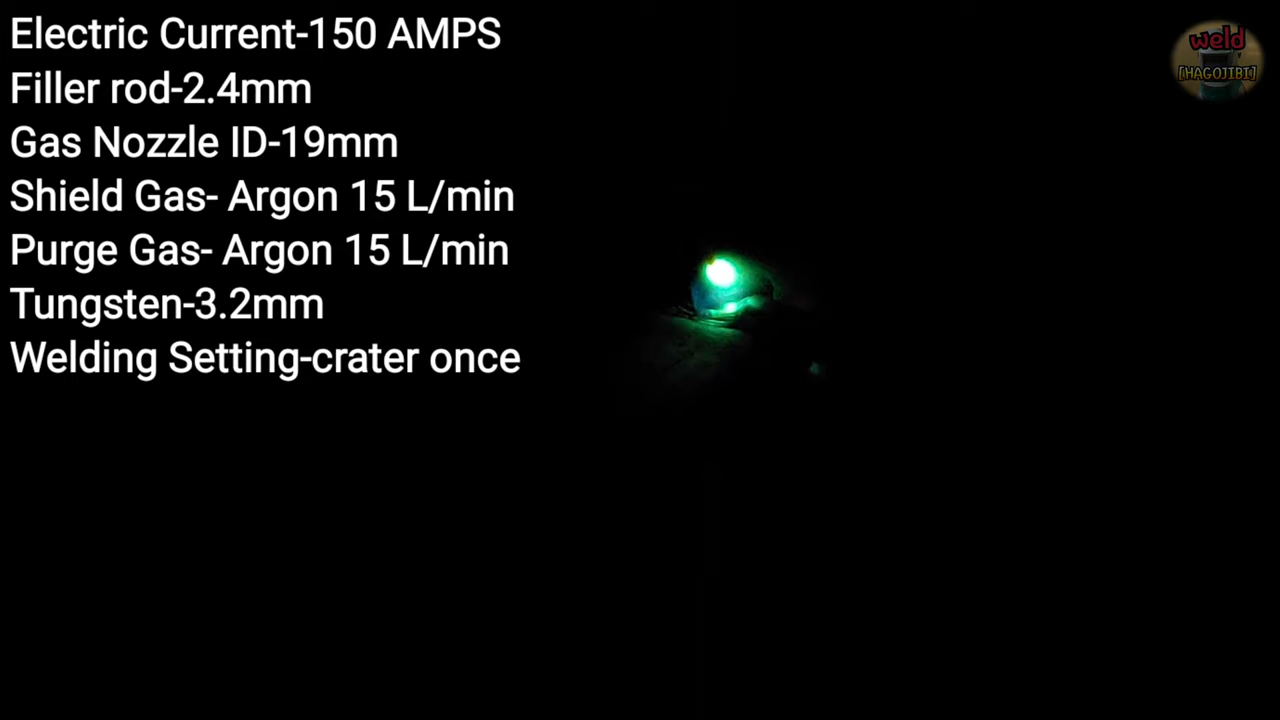 Electric Current-150 AMPS
Filler rod-2.4mm
Gas Nozzle ID-19mm
Shield Gas- Argon 15 L/min
Purge Gas- Argon 15 L/min
Tungsten-3.2mm
Welding Setting-crater once
weld
[HAGOJIBI]